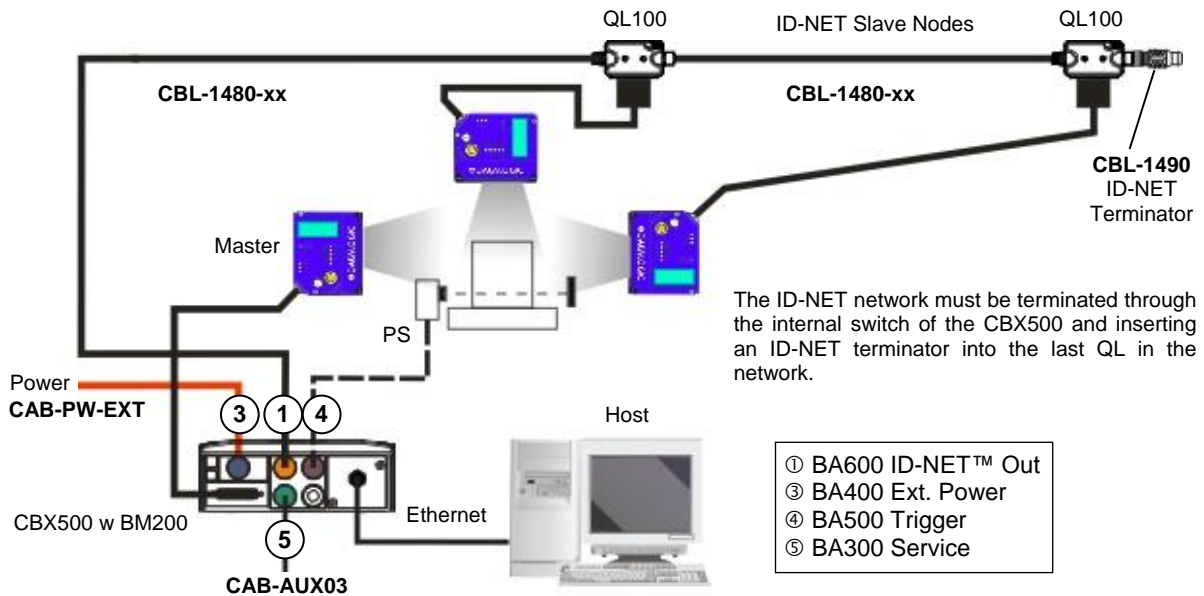 QL100
ID-NET Slave Nodes
QL100
CBL-1480-xx
CBL-1480-xx
CBL-1490
ID-NET
Terminator
DATALOGIC
Master
DATALOGIC
DATALOGIC
PS
The ID-NET network must be terminated through
the internal switch of the CBX500 and inserting
an ID-NET terminator into the last QL in the
network.
Power
CAB-PW-EXT
3
1
4
Host
① BA600 ID-NET™ Out
③ BA400 Ext. Power
④ BA500 Trigger
⑤ BA300 Service
CBX500 w BM200
Ethernet
5
CAB-AUX03